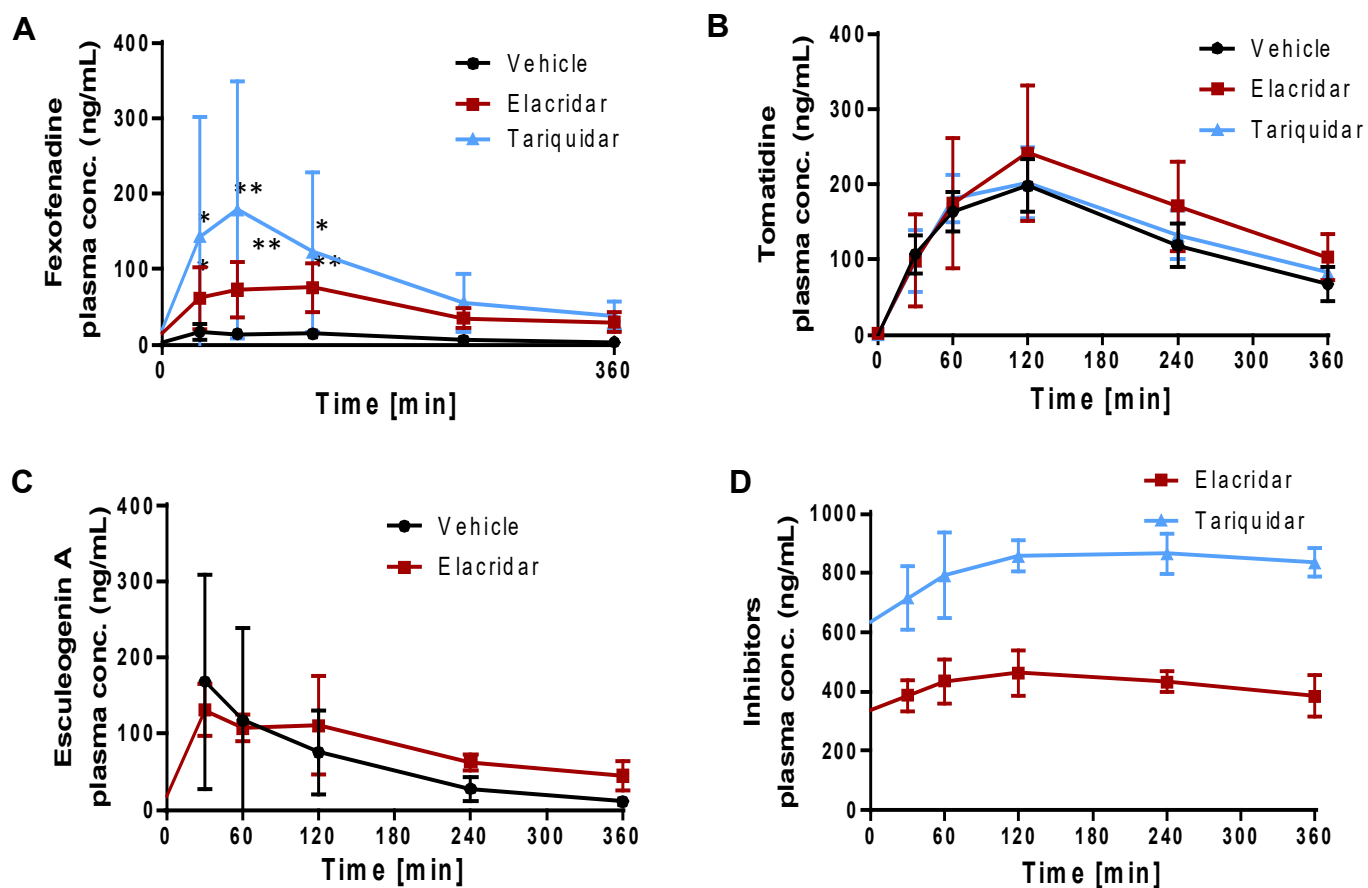 A
Fexofenadine
plasma conc. (ng/mL)
400
300
200
100
0
Vehicle
Elacridar
Tariquidar
*
**
*
*
**
**
0
360
Time [min]
B
Tomatidine
plasma conc. (ng/mL)
400
300
200
100
0
Vehicle
Elacridar
Tariquidar
0 60 120 180 240 300 360
Time [min]
C
Esculeogenin A
plasma conc. (ng/mL)
400
300
200
100
0
Vehicle
Elacridar
0 60 120 180 240 300 360
Time [min]
D
Inhibitors
plasma conc. (ng/mL)
Elacridar
Tariquidar
1000
800
600
400
200
0
0 60 120 180 240 300 360
Time [min]